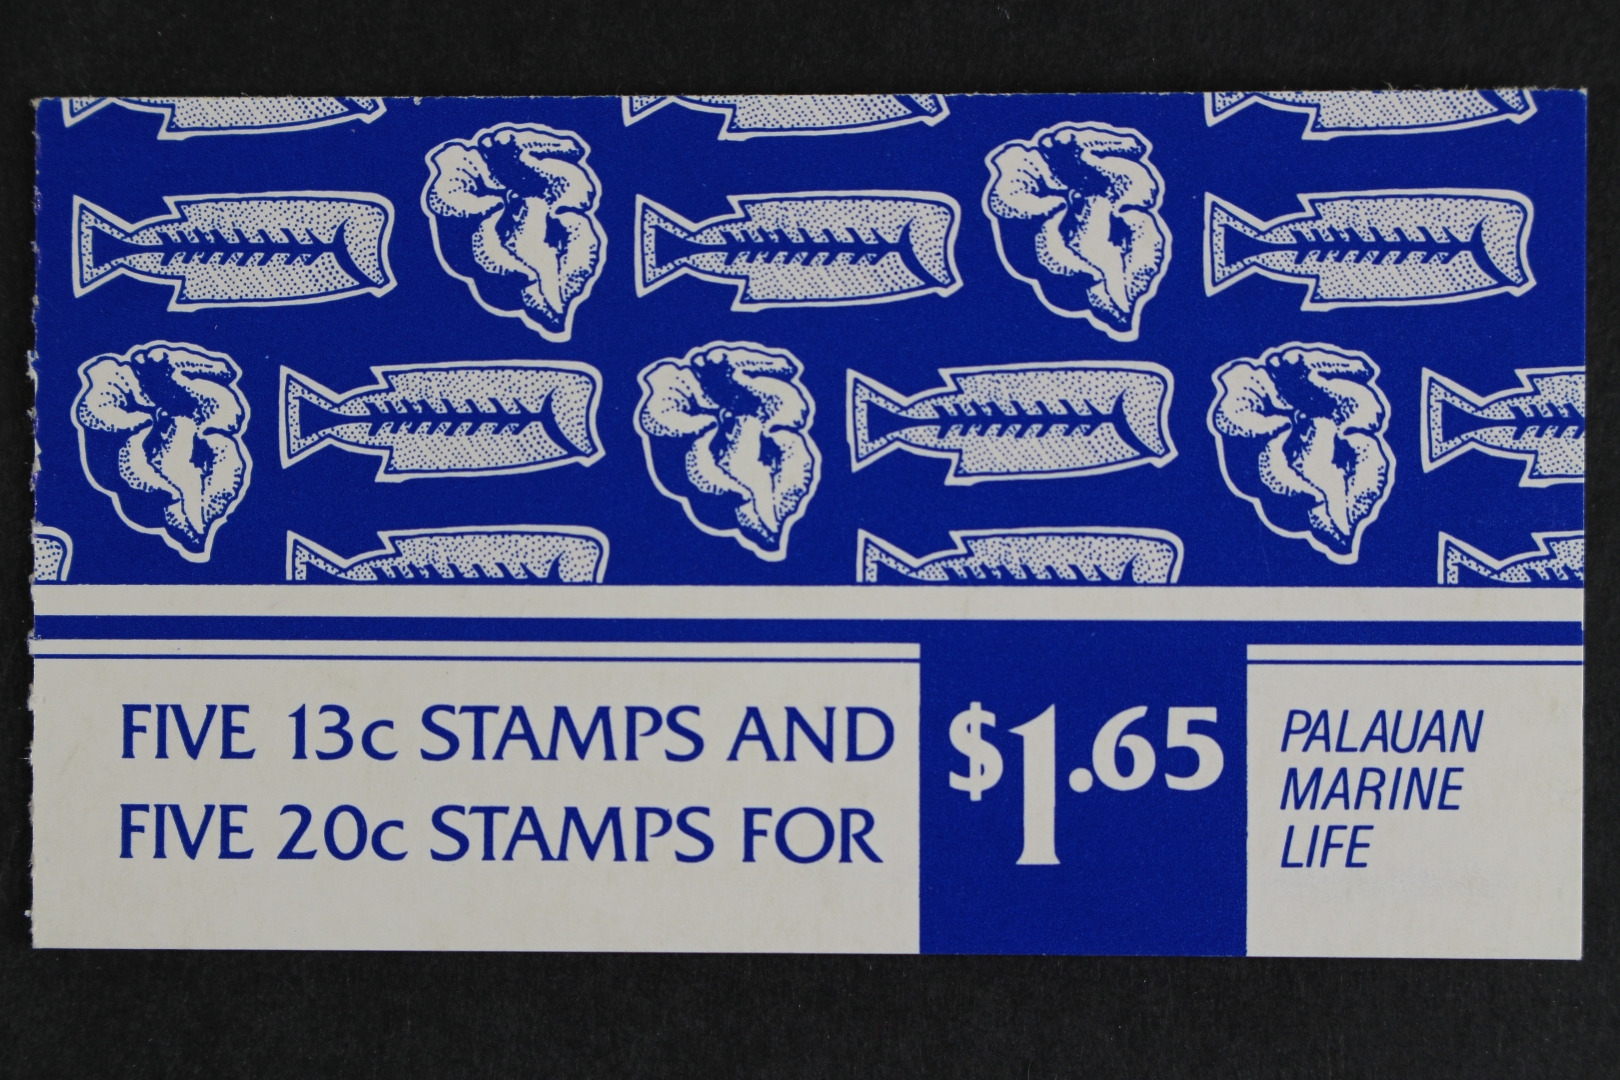 FIVE 13c STAMPS AND
FIVE 20c STAMPS FOR
$1.65
PALAUAN
MARINE
LIFE